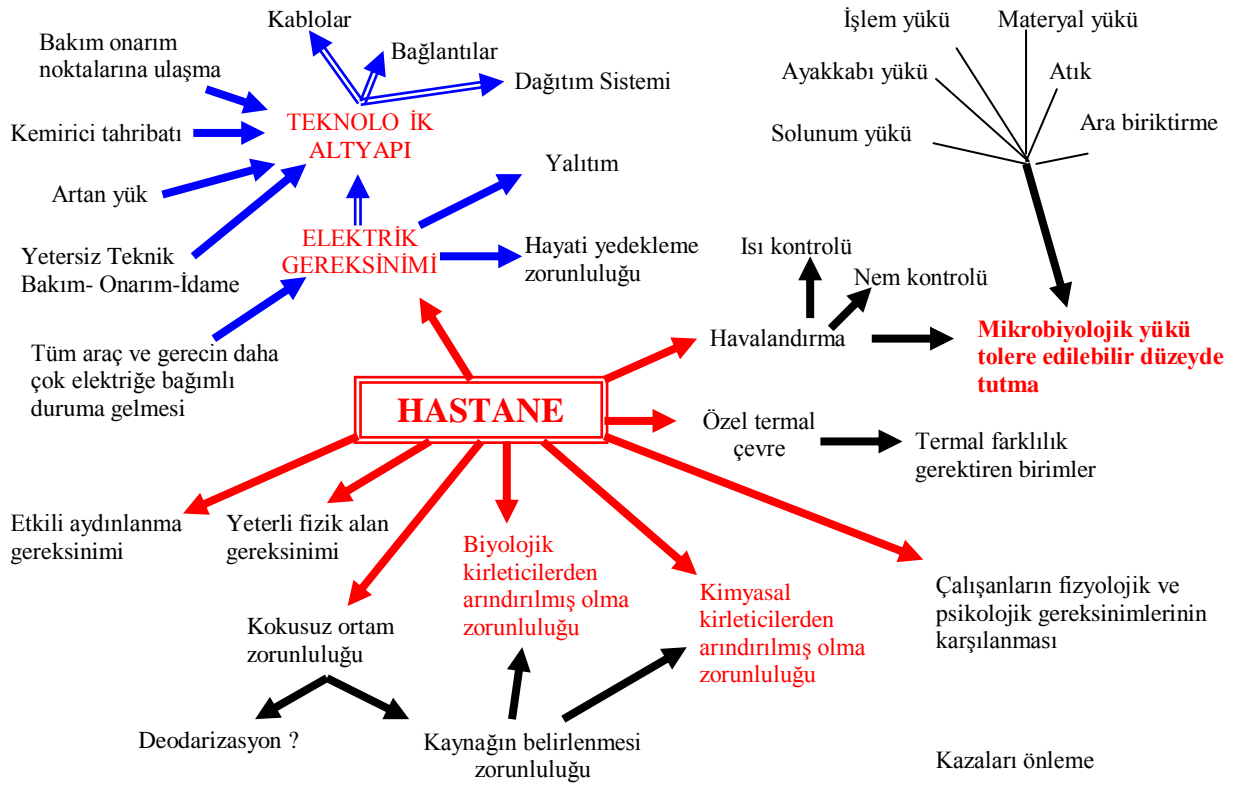 Kablolar
Bağlantılar
Dağıtım Sistemi
Bakım onarım
noktalarına ulaşma
Kemirici tahribatı
Artan yük
Yetersiz Teknik
Bakım- Onarım-İdame
Tüm araç ve gerecin daha
çok elektriğe bağımlı
duruma gelmesi
TEKNOLO İK
ALTYAPI
ELEKTRİK
GEREKSİNİMİ
Yalıtım
Hayati yedekleme
zorunluluğu
İşlem yükü
Materyal yükü
Ayakkabı yükü
Atık
Solunum yükü
Ara biriktirme
Isı kontrolü
Nem kontrolü
Havalandırma
Mikrobiyolojik yükü
tolere edilebilir düzeyde
tutma
HASTANE
Özel termal
çevre
Termal farklılık
gerektiren birimler
Etkili aydınlanma
gereksinimi
Yeterli fizik alan
gereksinimi
Biyolojik
kirleticilerden
arındırılmış olma
zorunluluğu
Kimyasal
kirleticilerden
arındırılmış olma
zorunluluğu
Çalışanların fizyolojik ve
psikolojik gereksinimlerinin
karşılanması
Kokusuz ortam
zorunluluğu
Deodarizasyon ?
Kaynağın belirlenmesi
zorunluluğu
Kazaları önleme